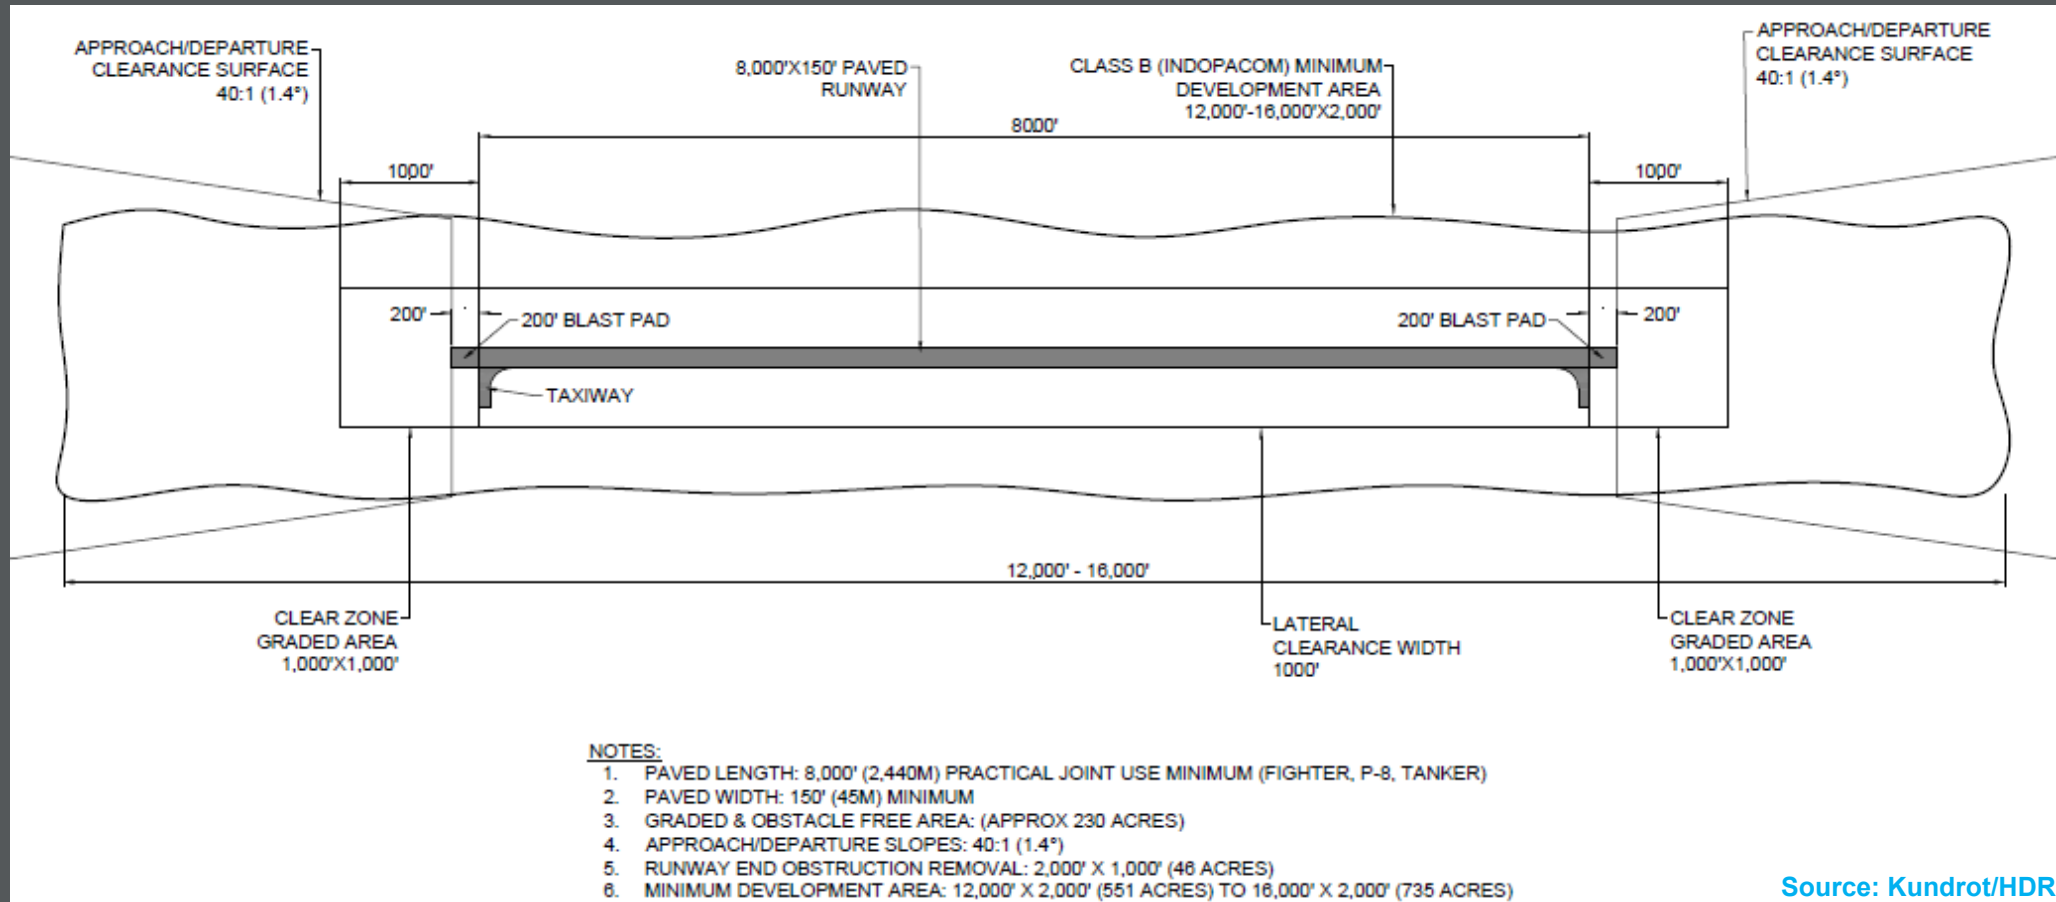 APPROACH/DEPARTURE
CLEARANCE SURFACE
40:1 (1.4°)
8,000'X150' PAVED
RUNWAY
CLASS B (INDOPACOM) MINIMUM
DEVELOPMENT AREA
12,000'-16,000'X2,000'
APPROACH/DEPARTURE
CLEARANCE SURFACE
40:1 (1.4°)
8000'
1000'
1000'
200'
200' BLAST PAD
200' BLAST PAD
200'
TAXIWAY
12,000' - 16,000'
CLEAR ZONE
GRADED AREA
1,000'X1,000'
LATERAL
CLEARANCE WIDTH
1000'
CLEAR ZONE
GRADED AREA
1,000'X1,000'
NOTES:
1. PAVED LENGTH: 8,000' (2,440M) PRACTICAL JOINT USE MINIMUM (FIGHTER, P-8, TANKER)
2. PAVED WIDTH: 150' (45M) MINIMUM
3. GRADED & OBSTACLE FREE AREA: (APPROX 230 ACRES)
4. APPROACH/DEPARTURE SLOPES: 40:1 (1.4°)
5. RUNWAY END OBSTRUCTION REMOVAL: 2,000' X 1,000' (46 ACRES)
6. MINIMUM DEVELOPMENT AREA: 12,000' X 2,000' (551 ACRES) TO 16,000' X 2,000' (735 ACRES)
Source: Kundrot/HDR